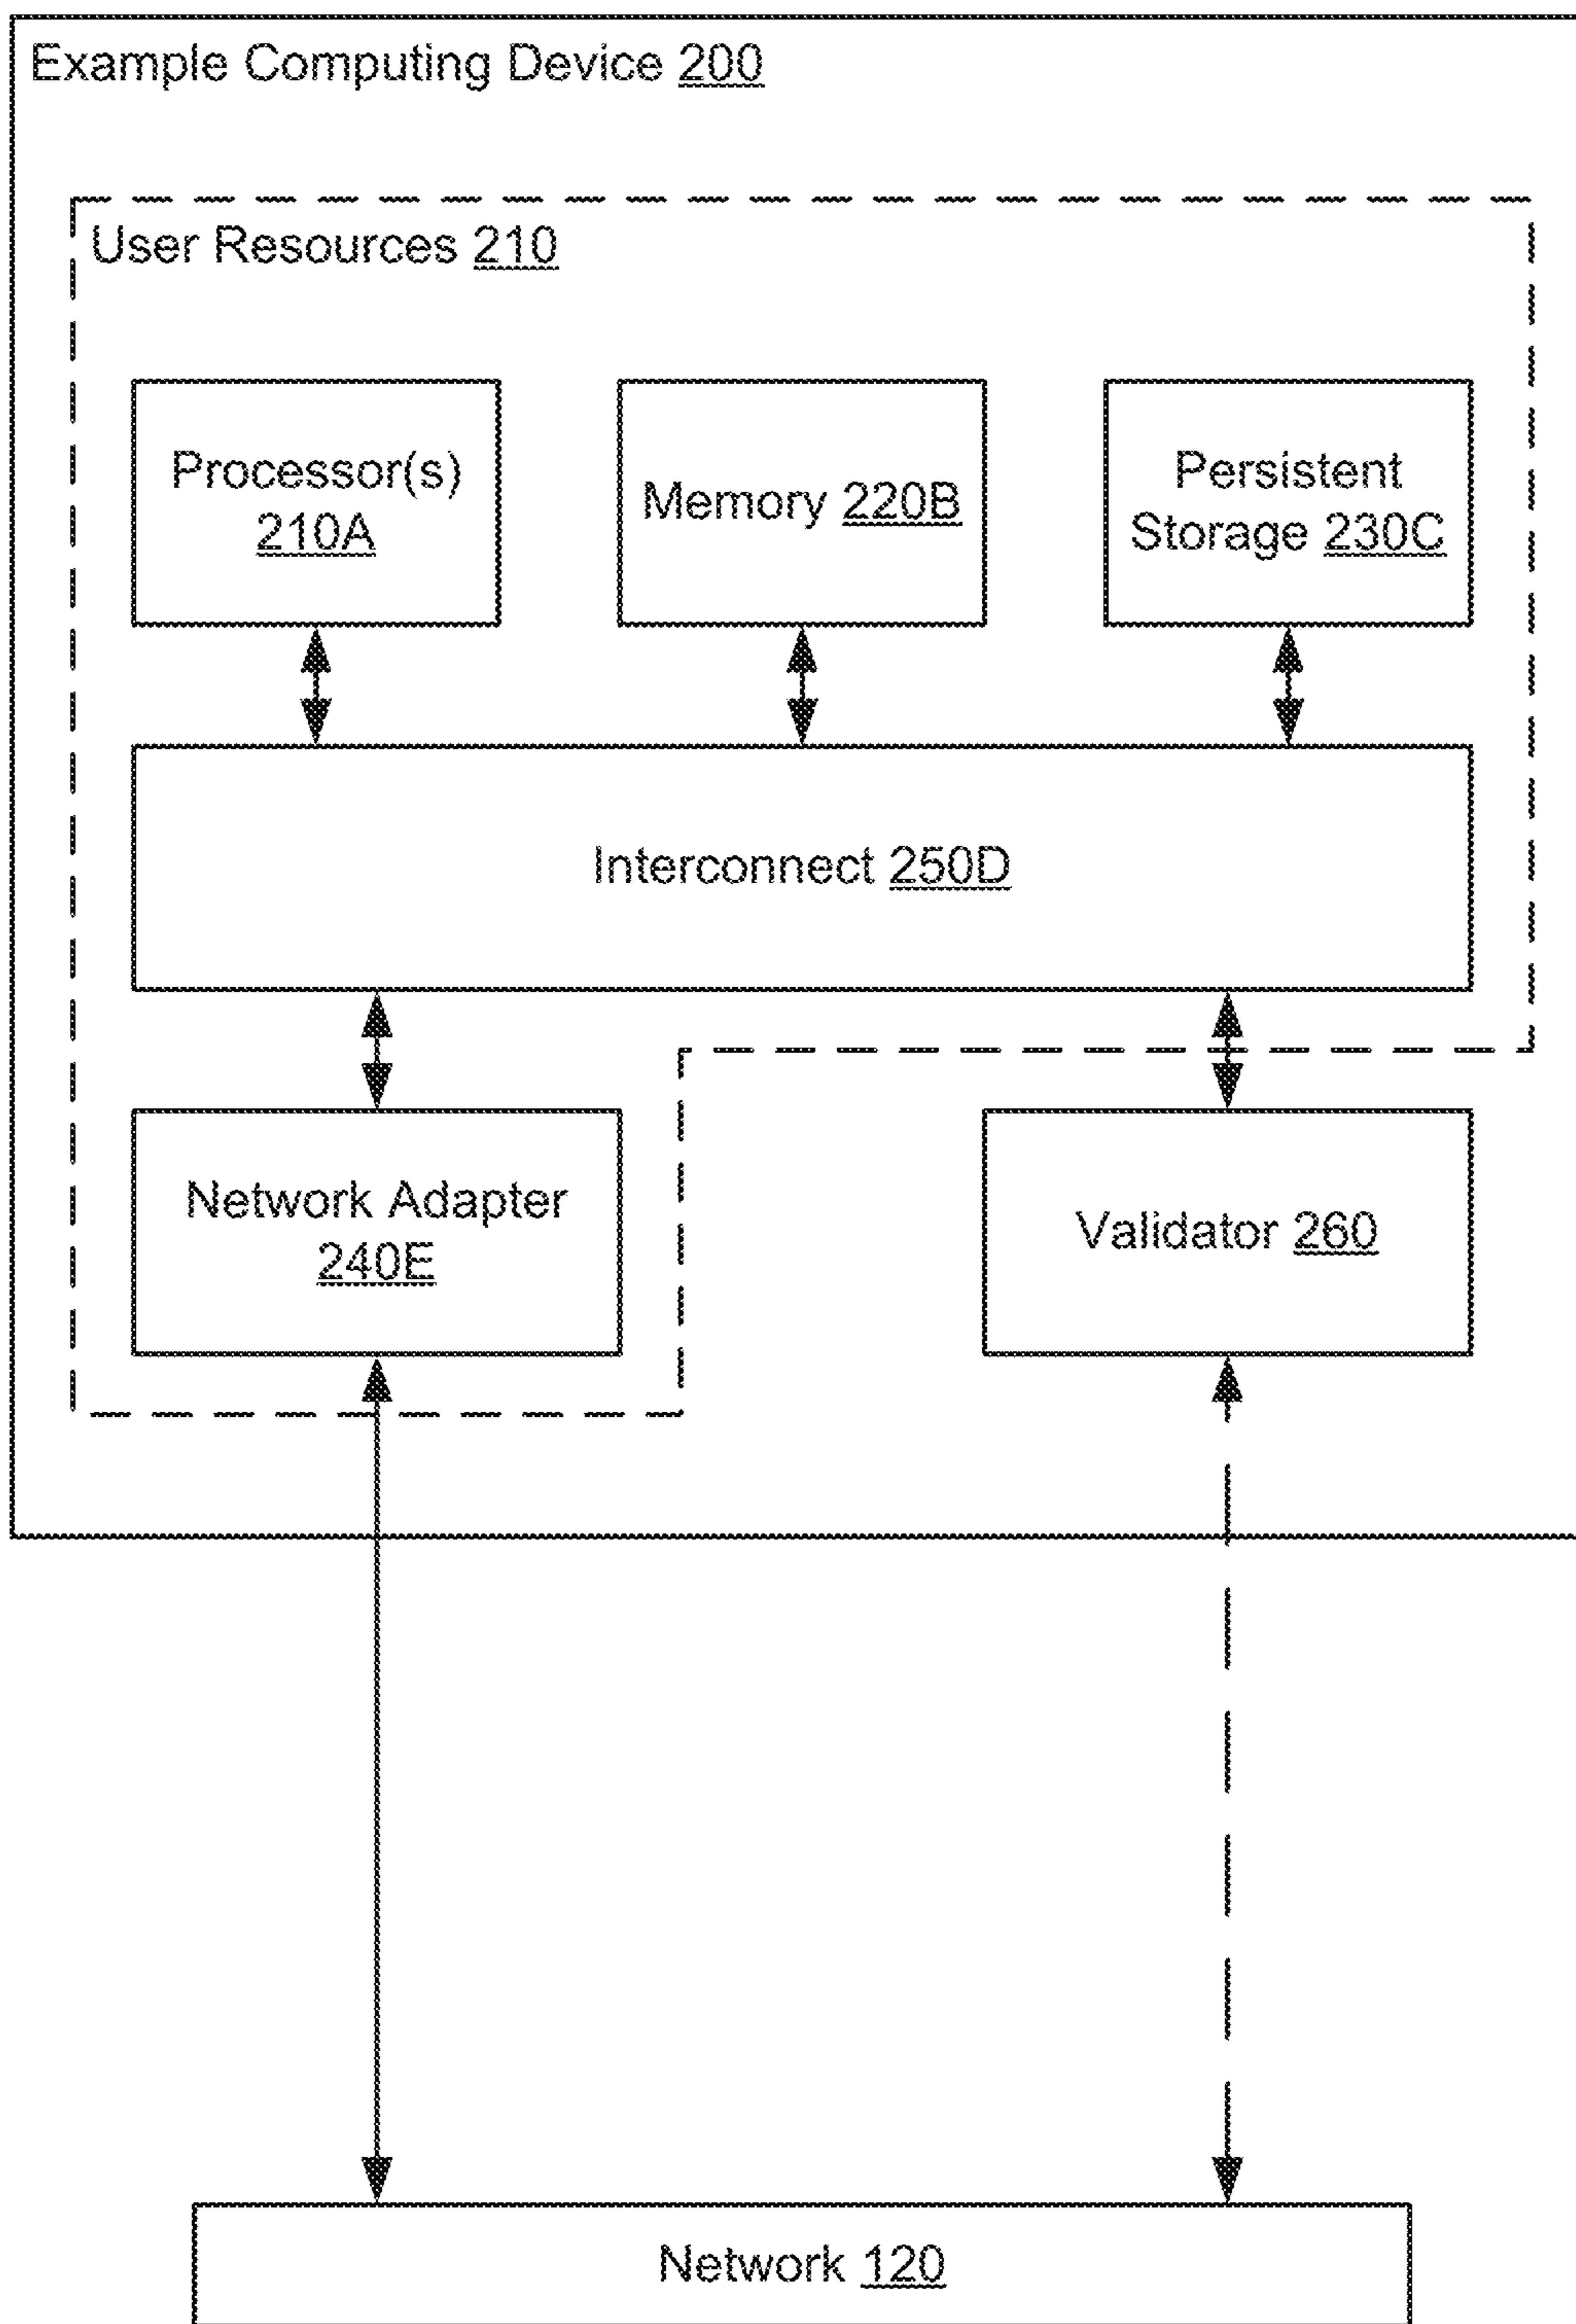 Example Computing Device 200
User Resources 210
Processor(s)
210A
Memory 220B
Persistent
Storage 230C
Interconnect 250D
Network Adapter
240E
Validator 260
Network 120